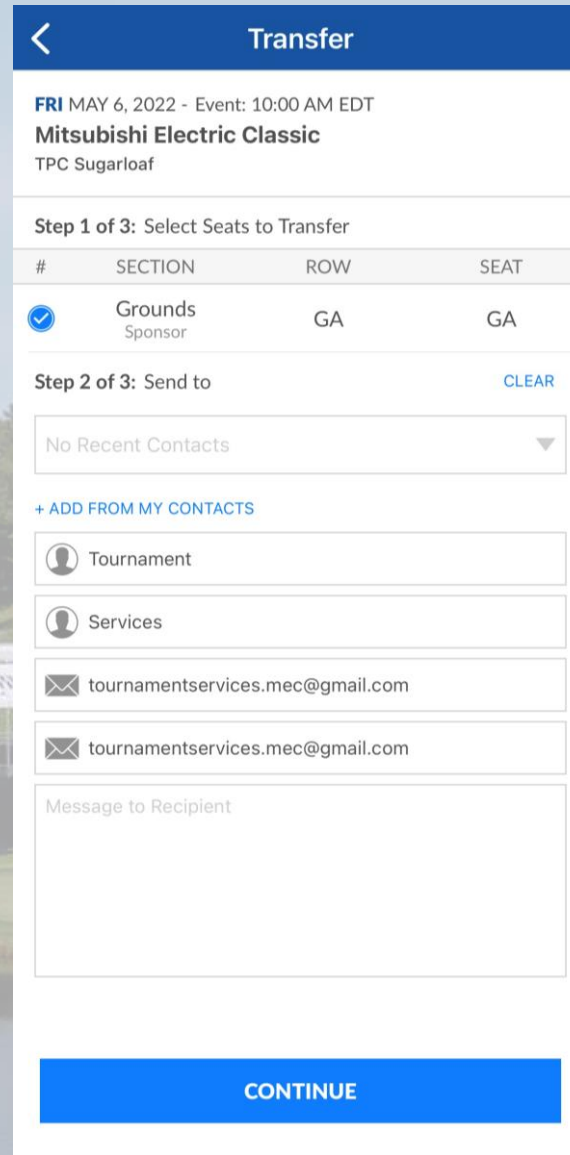 Transfer
FRI MAY 6, 2022 - Event: 10:00 AM EDT
Mitsubishi Electric Classic
TPC Sugarloaf
Step 1 of 3: Select Seats to Transfer
# SECTION ROW SEAT
Grounds GA GA
Sponsor
Step 2 of 3: Send to CLEAR
No Recent Contacts
+ ADD FROM MY CONTACTS
Tournament
Services
tournamentservices.mec@gmail.com
tournamentservices.mec@gmail.com
Message to Recipient
CONTINUE